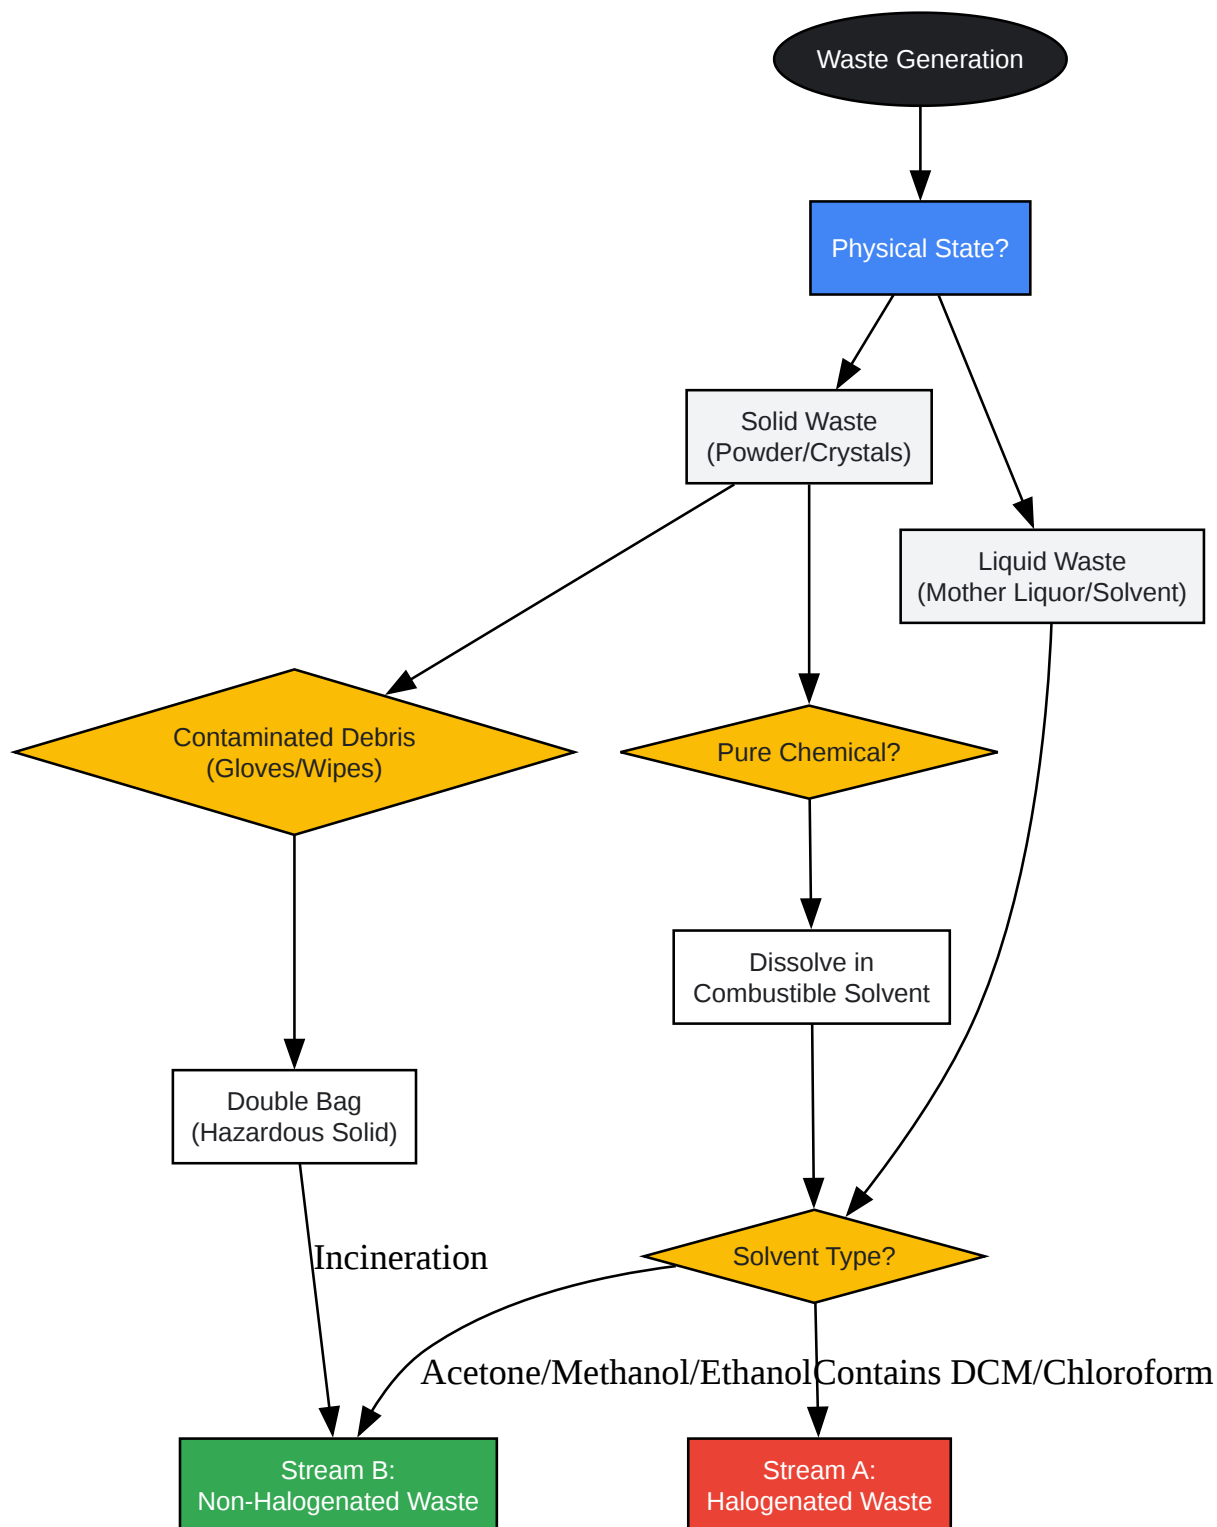 Waste Generation
Physical State?
Solid Waste
(Powder/Crystals)
Liquid Waste
(Mother Liquor/Solvent)
Contaminated Debris
(Gloves/Wipes)
Pure Chemical?
Dissolve in
Combustible Solvent
Double Bag
(Hazardous Solid)
Incineration
Solvent Type?
Acetone/Methanol/Ethanol
Contains DCM/Chloroform
Stream B:
Non-Halogenated Waste
Stream A:
Halogenated Waste